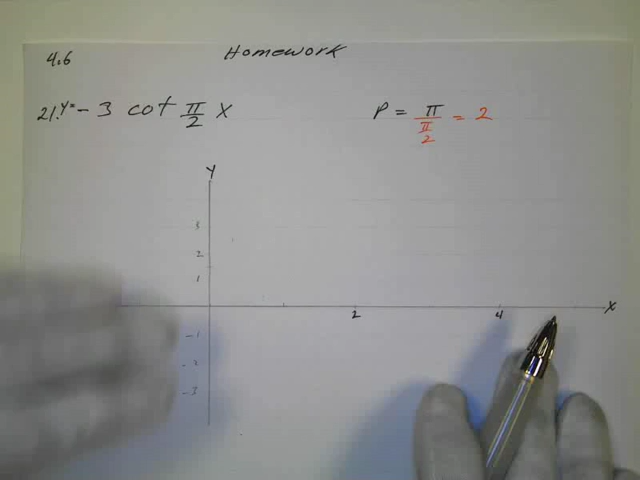 4.6 Homework
21. y = -3 cot π/2 x
P = π/(π/2) = 2
Y
3
2
1
2 4 X
-1
-2
-3